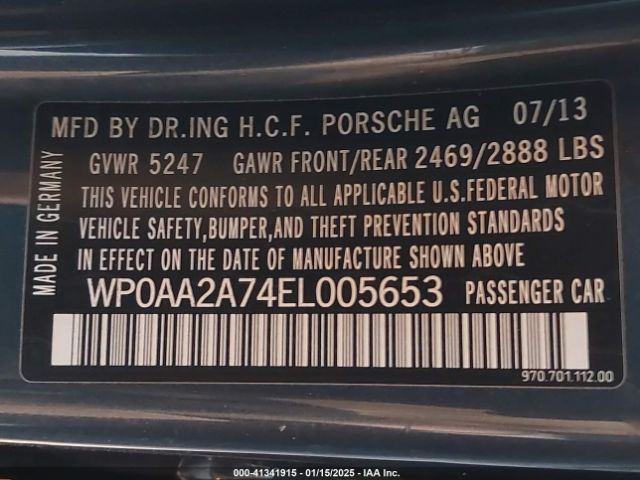 MFD BY DR.ING H.C.F. PORSCHE AG 07/13
GVWR 5247 GAWR FRONT/REAR 2469/2888 LBS
THIS VEHICLE CONFORMS TO ALL APPLICABLE U.S.FEDERAL MOTOR
VEHICLE SAFETY,BUMPER,AND THEFT PREVENTION STANDARDS
IN EFFECT ON THE DATE OF MANUFACTURE SHOWN ABOVE
MADE IN GERMANY
WP0AA2A74EL005653 PASSENGER CAR
970.701.112.00
000-41341915 - 01/15/2025 - IAA Inc.